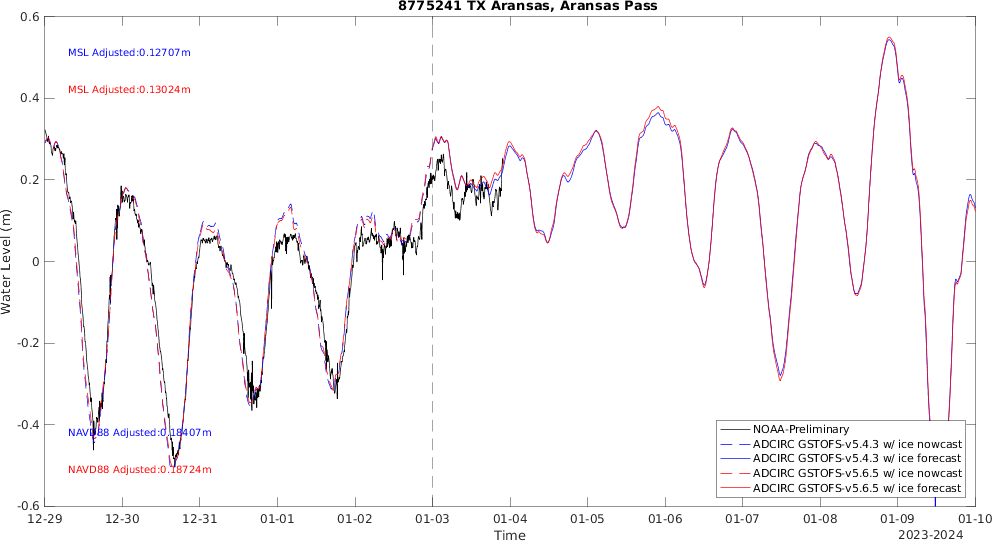 8775241 TX Aransas, Aransas Pass
0.6
0.4
0.2
0
-0.2
-0.4
-0.6
Water Level (m)
MSL Adjusted:0.12707m
MSL Adjusted:0.13024m
NAVD88 Adjusted:0.18407m
NAVD88 Adjusted:0.18724m
NOAA-Preliminary
ADCIRC GSTOFS-v5.4.3 w/ ice nowcast
ADCIRC GSTOFS-v5.4.3 w/ ice forecast
ADCIRC GSTOFS-v5.6.5 w/ ice nowcast
ADCIRC GSTOFS-v5.6.5 w/ ice forecast
12-29 12-30 12-31 01-01 01-02 01-03 01-04 01-05 01-06 01-07 01-08 01-09 01-10
Time
2023-2024